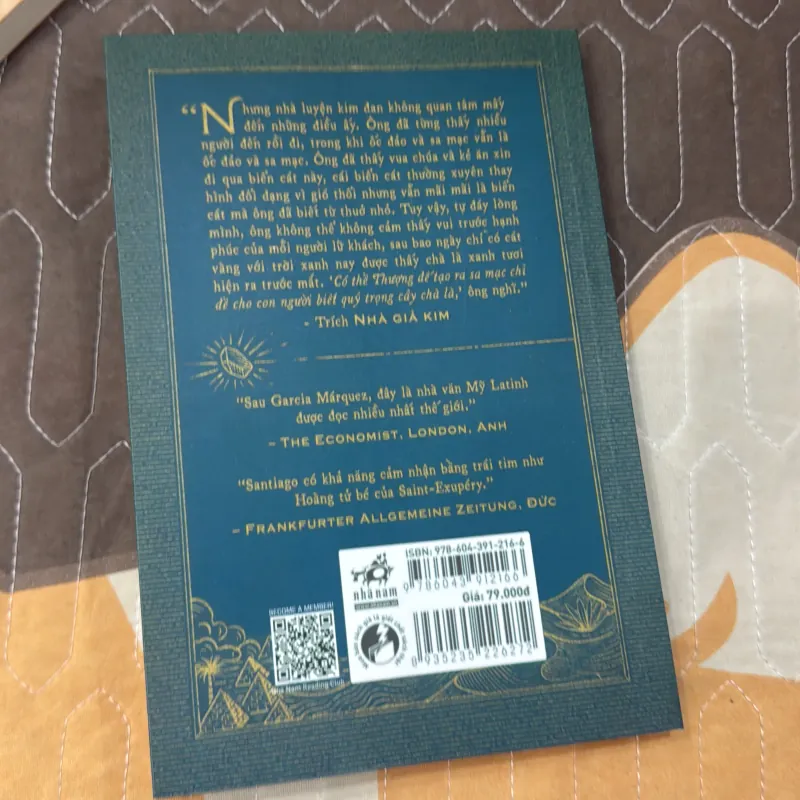 “Nhưng nhà luyện kim đan không quan tâm mấy
đến những điều ấy. Ông đã từng thấy nhiều
người đến rồi đi, trong khi ốc đảo và sa mạc vẫn là
ốc đảo và sa mạc. Ông đã thấy vua chúa và kẻ ăn xin
đi qua biển cát này, cái biển cát thường xuyên thay
hình đổi dạng vì gió thổi nhưng vẫn mãi mãi là biển
cát mà ông đã biết từ thuở nhỏ. Tuy vậy, tự đáy lòng
mình, ông không thể không cảm thấy vui trước hạnh
phúc của mỗi người lữ khách, sau bao ngày chỉ có cát
vàng với trời xanh nay được thấy chà là xanh tươi
hiện ra trước mắt. ‘Có thể Thượng đế tạo ra sa mạc chỉ
để cho con người biết quý trọng cây chà là,’ ông nghĩ.”
- Trích NHÀ GIẢ KIM
“Sau Garcia Márquez, đây là nhà văn Mỹ Latinh
được đọc nhiều nhất thế giới.”
– THE ECONOMIST, LONDON, ANH
“Santiago có khả năng cảm nhận bằng trái tim như
Hoàng tử bé của Saint-Exupéry.”
– FRANKFURTER ALLGEMEINE ZEITUNG, ĐỨC
BECOME A MEMBER!
Nha Nam Reading Club
nhã nam
ISBN: 978-604-391-216-6
9 786043 912166
Giá: 79.000đ
8 935235 226272